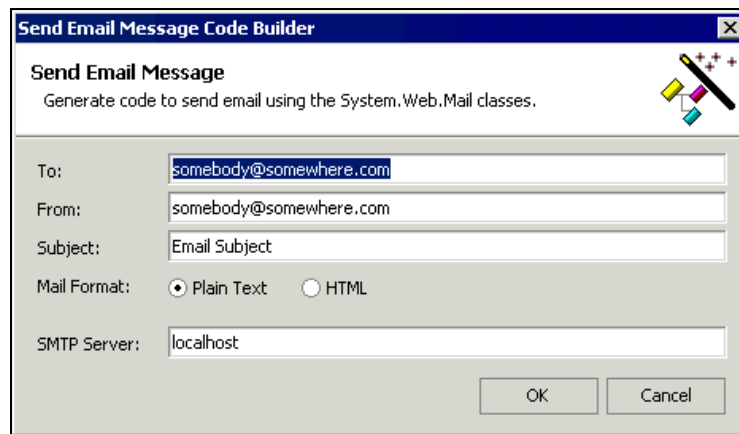 Send Email Message Code Builder
Send Email Message
Generate code to send email using the System.Web.Mail classes.
To: somebody@somewhere.com
From: somebody@somewhere.com
Subject: Email Subject
Mail Format: Plain Text HTML
SMTP Server: localhost
OK Cancel